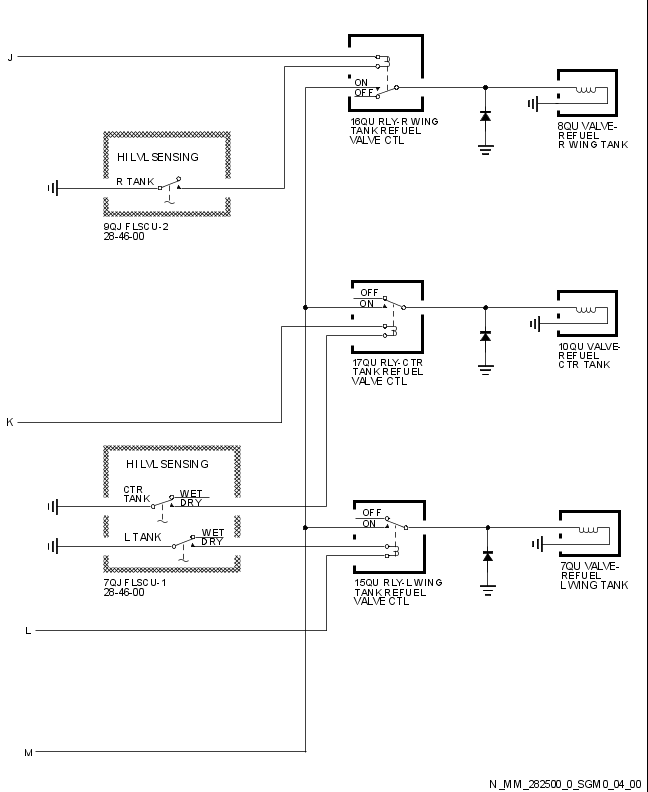 J
ON
OFF
16QU RLY-R WING
TANK REFUEL
VALVE CTL
8QU VALVE-
REFUEL
R WING TANK
HI LVL SENSING
R TANK
9QJ FLSCU-2
28-46-00
OFF
ON
17QU RLY-CTR
TANK REFUEL
VALVE CTL
10QU VALVE-
REFUEL
CTR TANK
K
HI LVL SENSING
CTR
TANK
WET
DRY
L TANK
WET
DRY
7QJ FLSCU-1
28-46-00
OFF
ON
15QU RLY-L WING
TANK REFUEL
VALVE CTL
7QU VALVE-
REFUEL
L WING TANK
L
M
N_MM_282500_0_SGM0_04_00